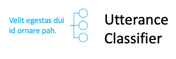 Velit egestas dui
id ornare pah.
Utterance
Classifier